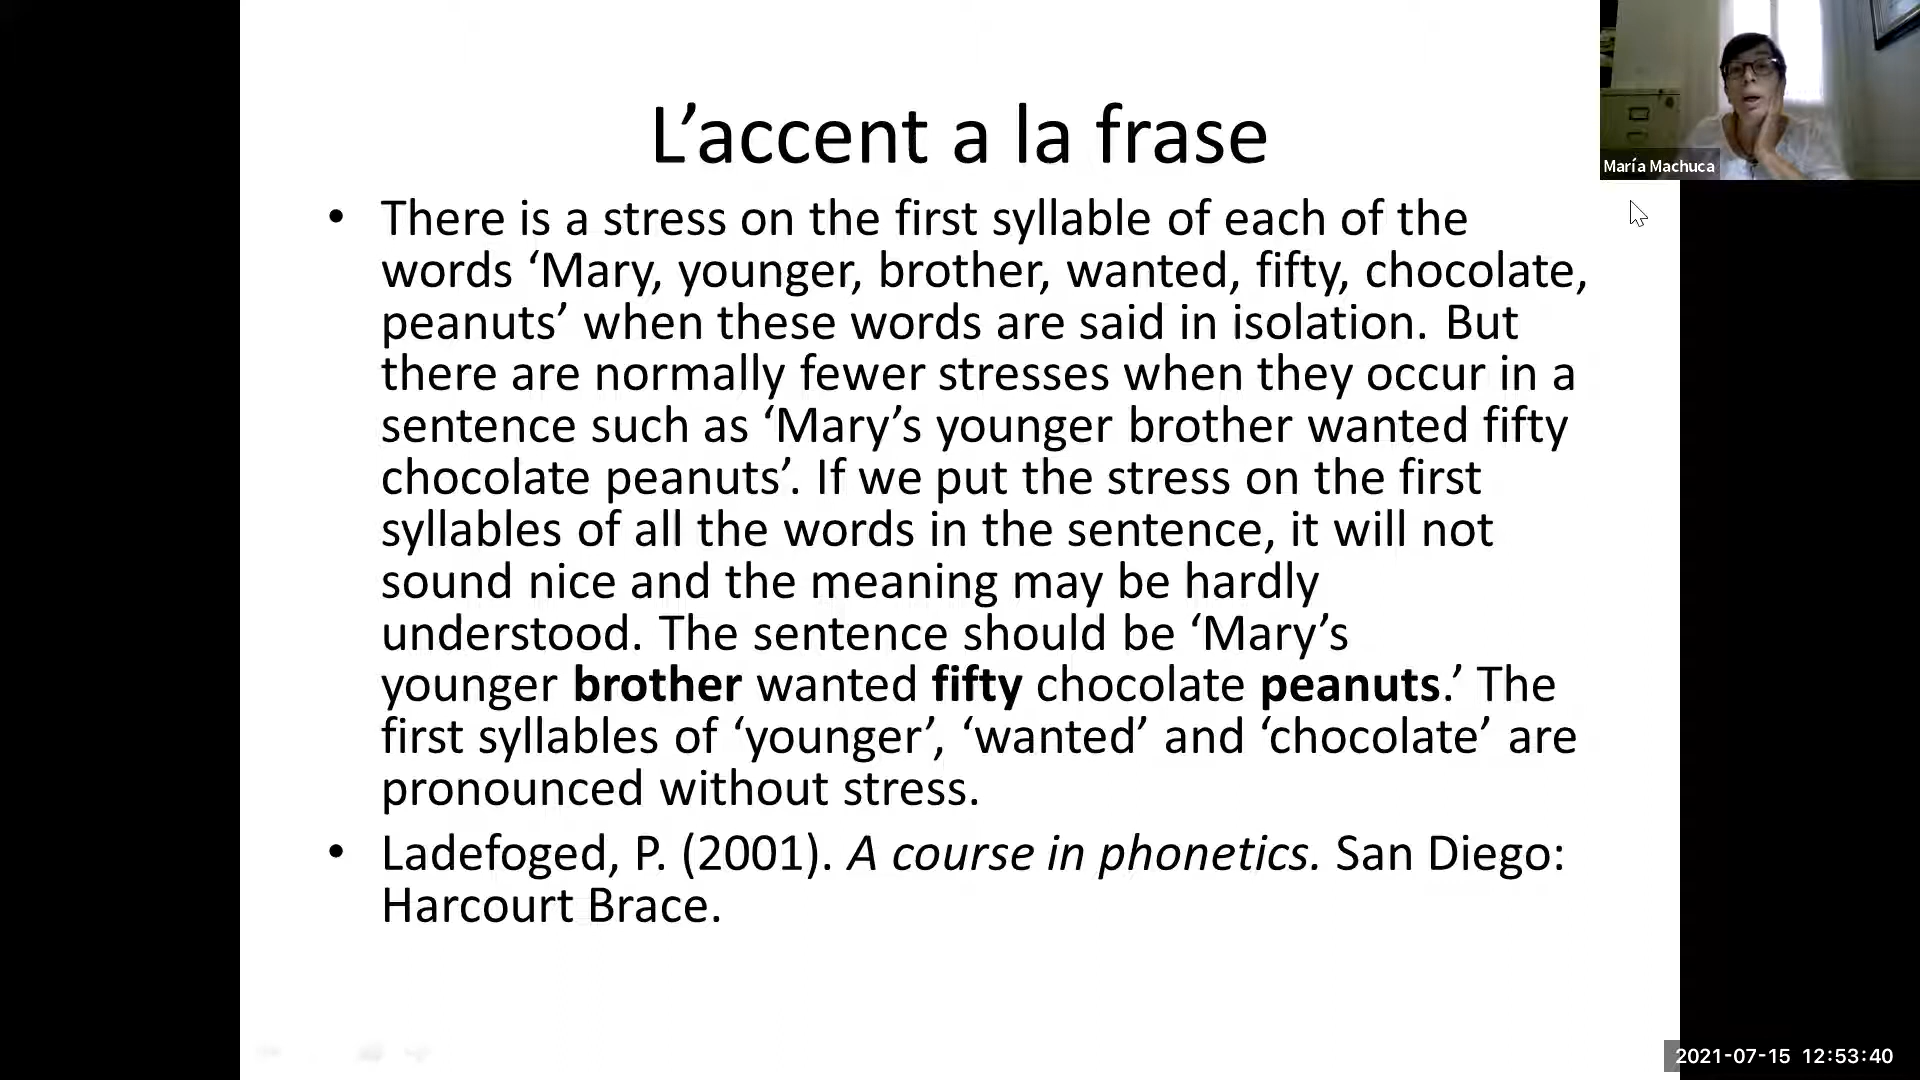 L’accent a la frase
• There is a stress on the first syllable of each of the
words ‘Mary, younger, brother, wanted, fifty, chocolate,
peanuts’ when these words are said in isolation. But
there are normally fewer stresses when they occur in a
sentence such as ‘Mary’s younger brother wanted fifty
chocolate peanuts’. If we put the stress on the first
syllables of all the words in the sentence, it will not
sound nice and the meaning may be hardly
understood. The sentence should be ‘Mary’s
younger brother wanted fifty chocolate peanuts.’ The
first syllables of ‘younger’, ‘wanted’ and ‘chocolate’ are
pronounced without stress.
• Ladefoged, P. (2001). A course in phonetics. San Diego:
Harcourt Brace.
María Machuca
2021-07-15 12:53:40